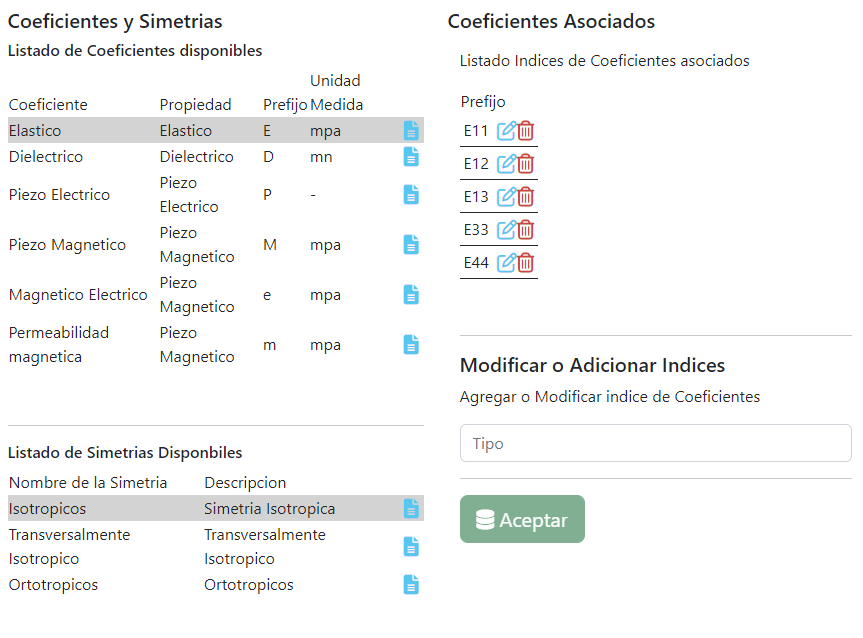 Coeficientes y Simetrias
Listado de Coeficientes disponibles
Unidad
Coeficiente Propiedad Prefijo Medida
Elastico Elastico E mpa
Dielectrico Dielectrico D mn
Piezo
Piezo Electrico P -
Electrico
Piezo
Piezo Magnetico M mpa
Magnetico
Piezo
Magnetico Electrico e mpa
Magnetico
Permeabilidad Piezo
m mpa
magnetica Magnetico
Listado de Simetrias Disponbiles
Nombre de la Simetria Descripcion
Isotropicos Simetria Isotropica
Transversalmente Transversalmente
Isotropico Isotropico
Ortotropicos Ortotropicos
Coeficientes Asociados
Listado Indices de Coeficientes asociados
Prefijo
E11
E12
E13
E33
E44
Modificar o Adicionar Indices
Agregar o Modificar indice de Coeficientes
Tipo
Aceptar